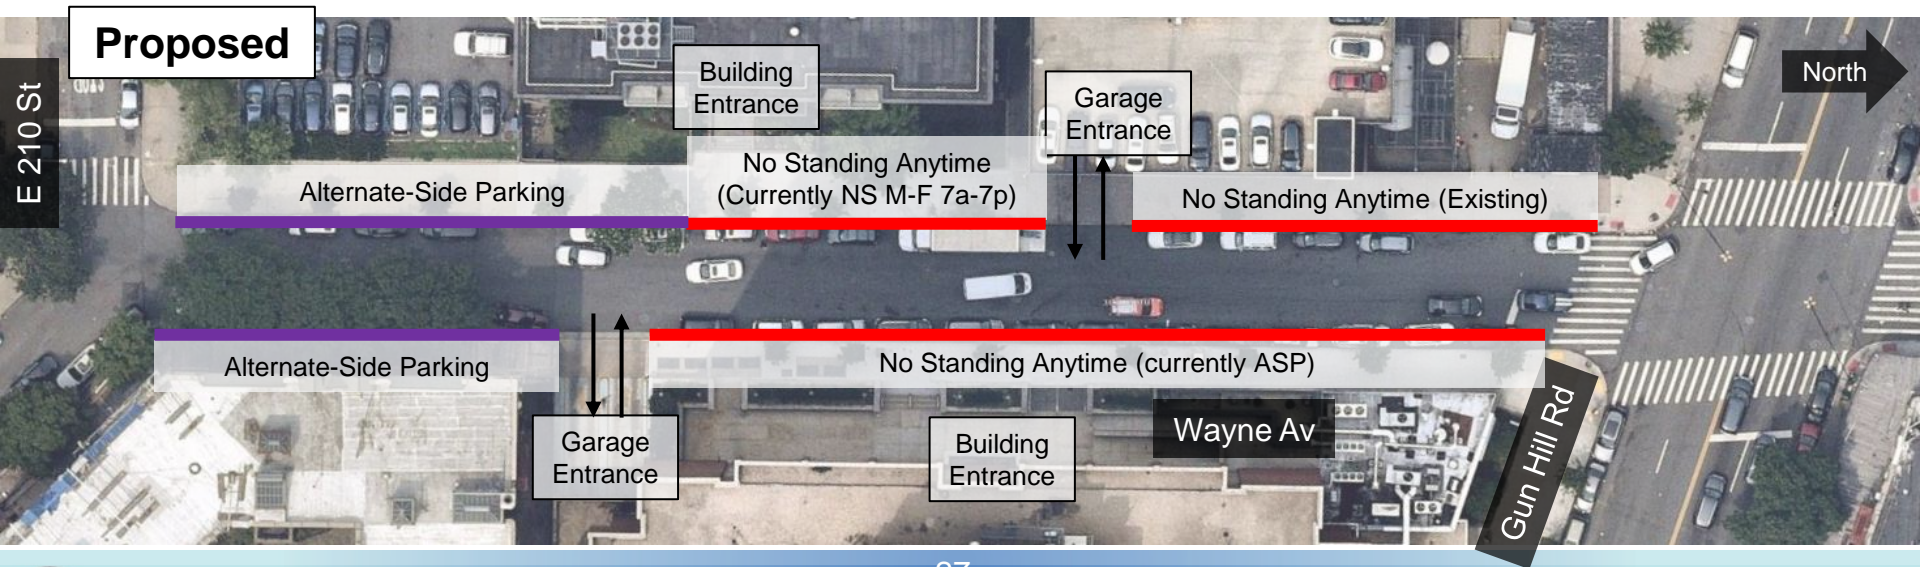 Proposed
E 210 St
Building
Entrance
Garage
Entrance
North
Alternate-Side Parking
No Standing Anytime
(Currently NS M-F 7a-7p)
No Standing Anytime (Existing)
Alternate-Side Parking
No Standing Anytime (currently ASP)
Garage
Entrance
Building
Entrance
Wayne Av
Gun Hill Rd